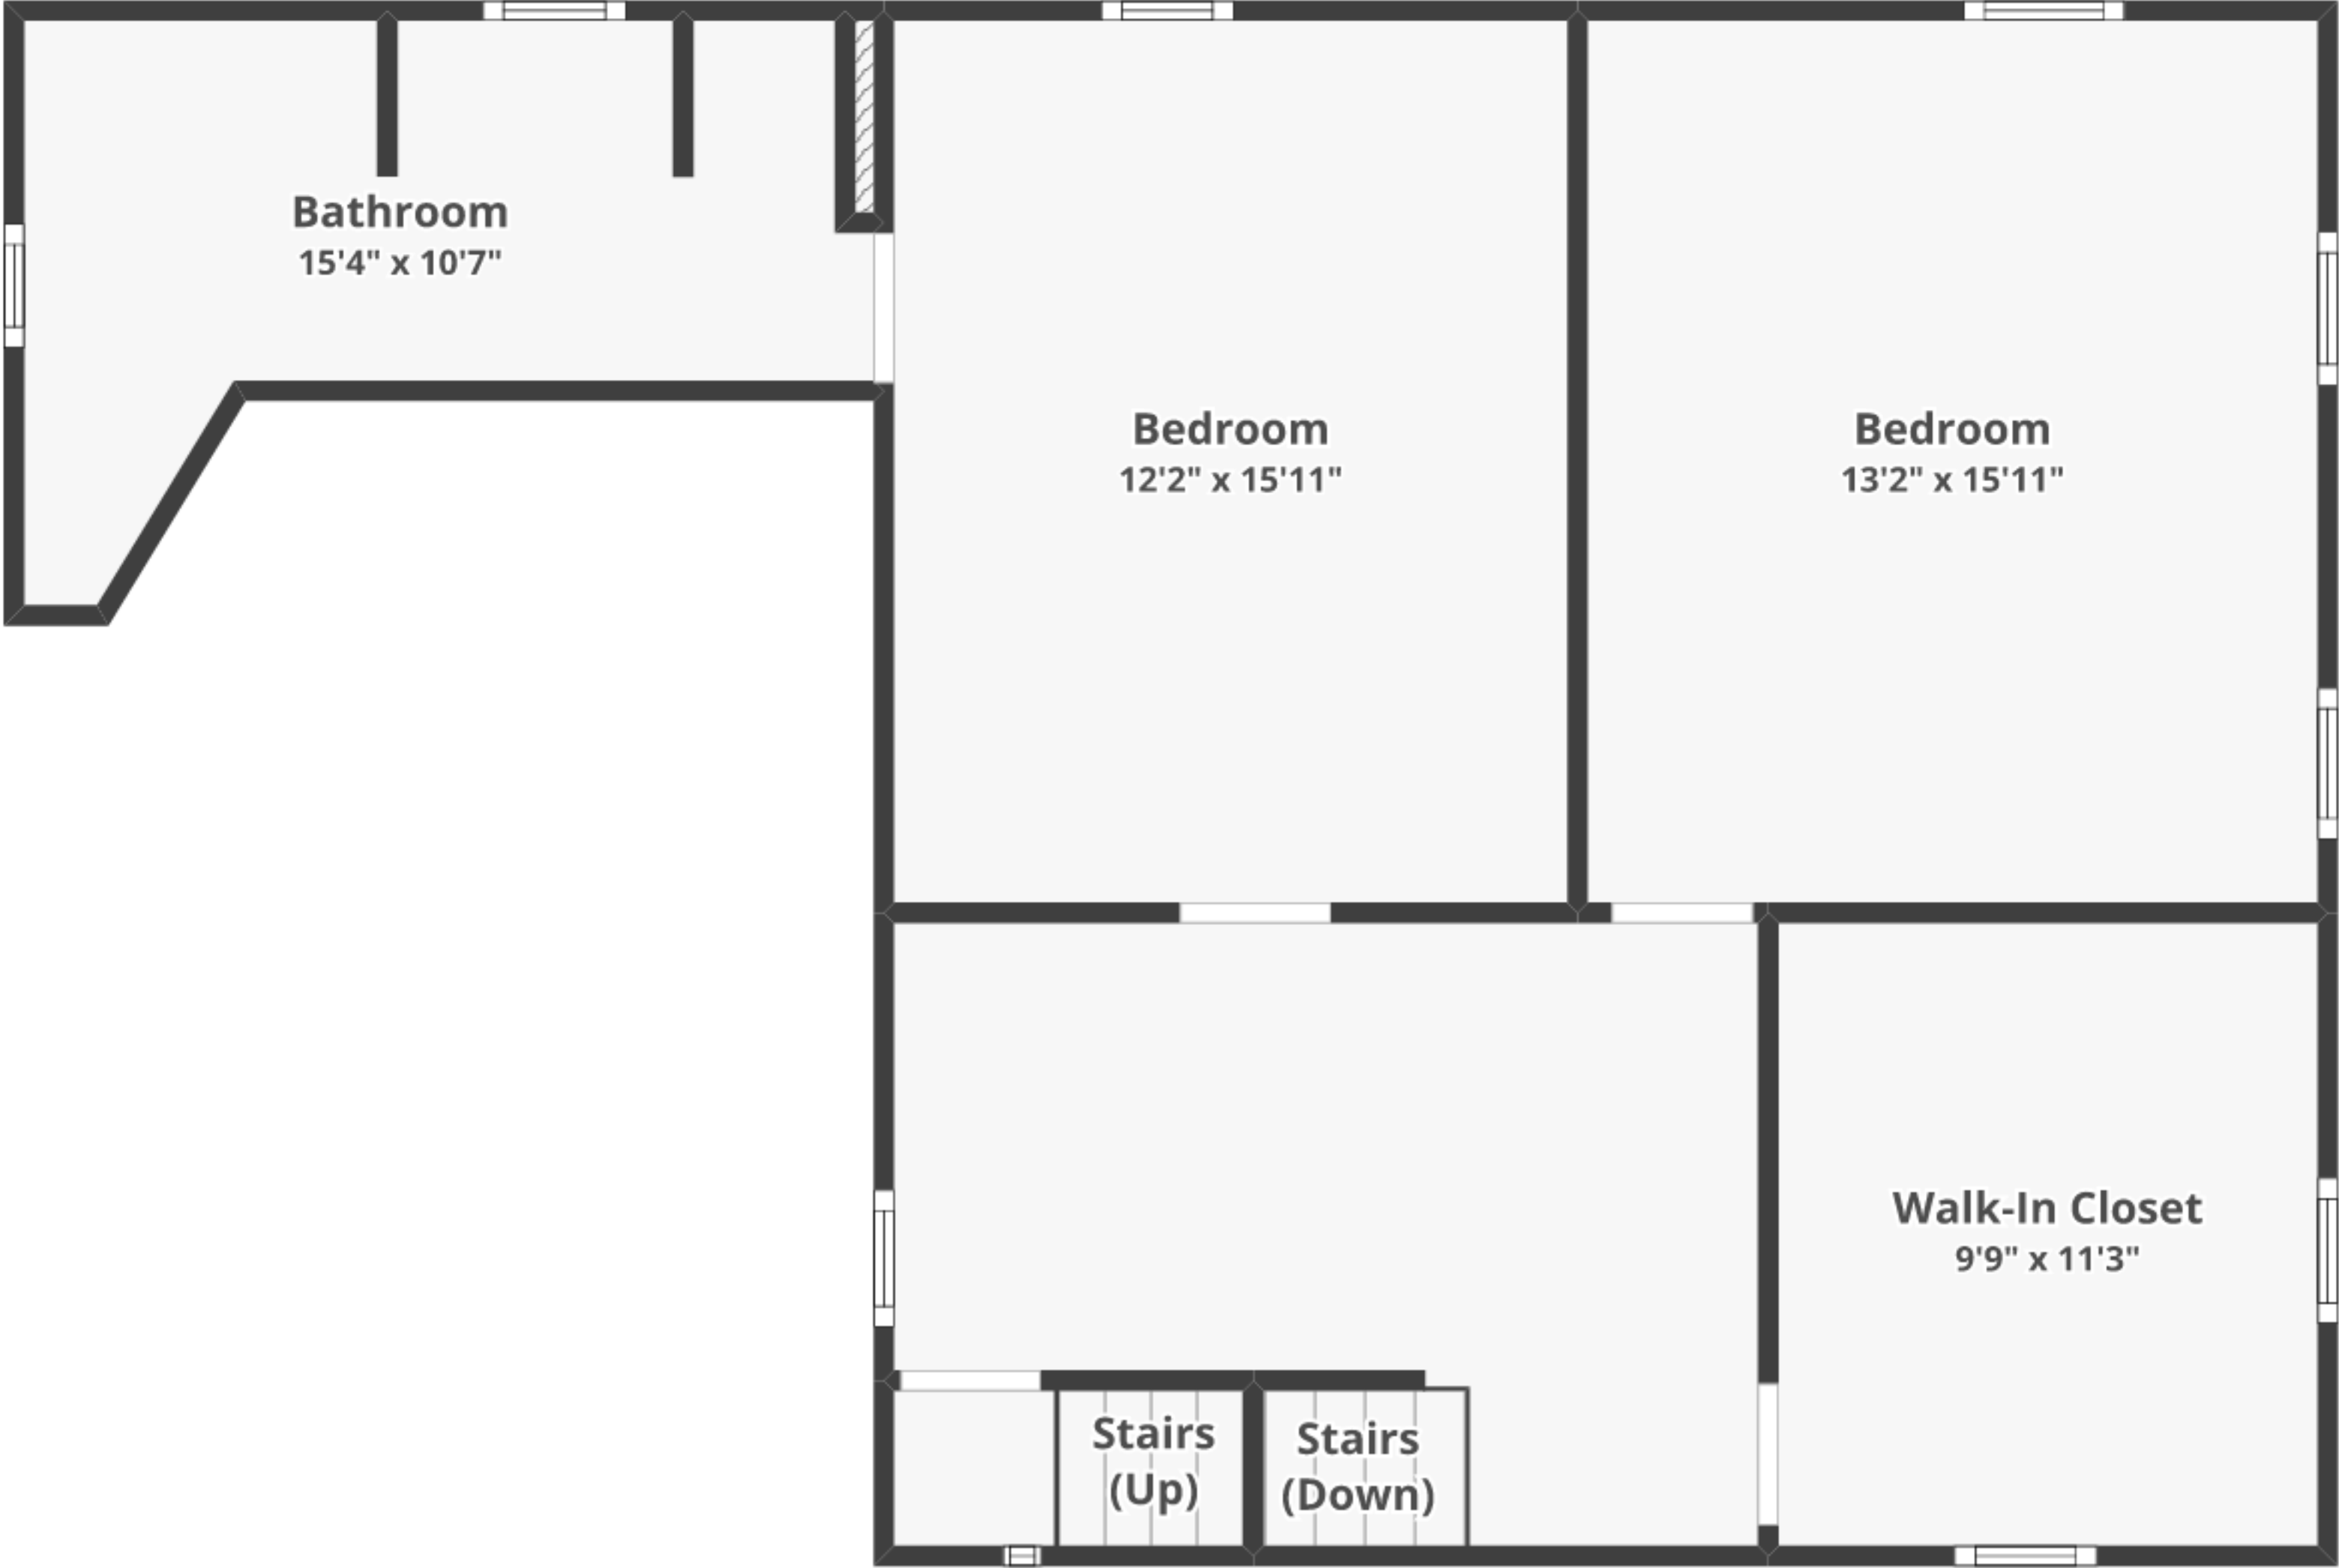 Bathroom
15'4" x 10'7"
Bedroom
12'2" x 15'11"
Bedroom
13'2" x 15'11"
Walk-In Closet
9'9" x 11'3"
Stairs
(Up)
Stairs
(Down)